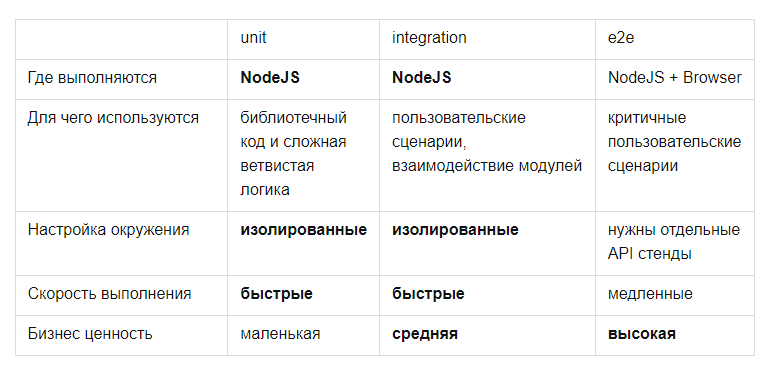 unit integration e2e
Где выполняются NodeJS NodeJS NodeJS + Browser
Для чего используются библиотечный пользовательские критичные
код и сложная сценарии, пользовательские
ветвистая взаимодействие модулей сценарии
логика
Настройка окружения изолированные изолированные нужны отдельные
API стенды
Скорость выполнения быстрые быстрые медленные
Бизнес ценность маленькая средняя высокая